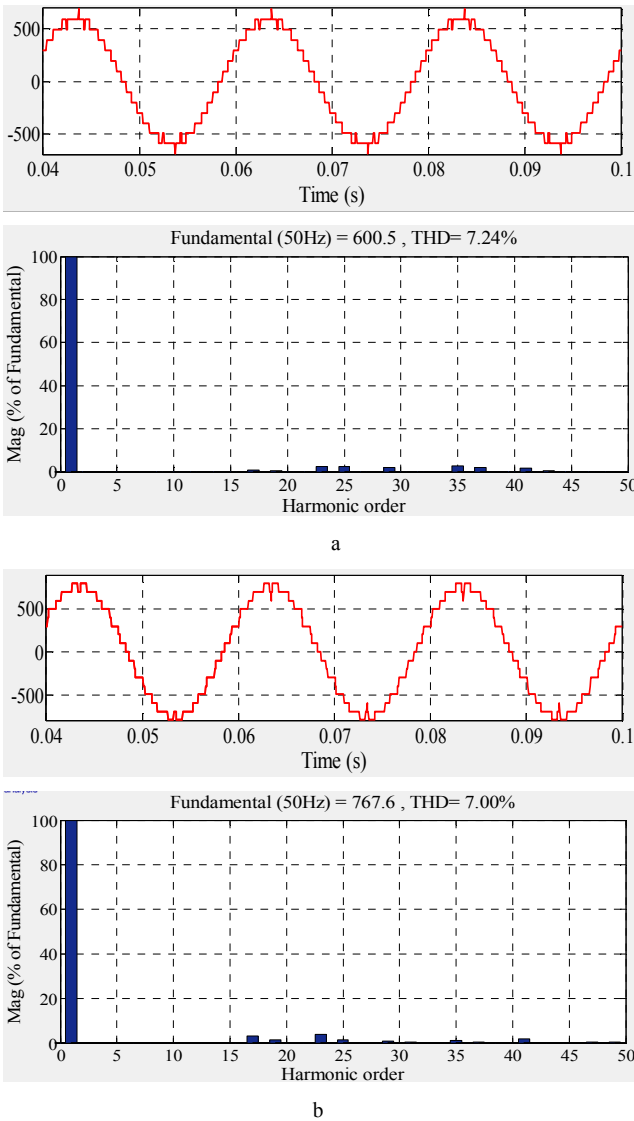 500
0
-500
0.04 0.05 0.06 0.07 0.08 0.09 0.1
Time (s)
Fundamental (50Hz) = 600.5 , THD= 7.24%
Mag (% of Fundamental)
100
80
60
40
20
0
0 5 10 15 20 25 30 35 40 45 50
Harmonic order
a
500
0
-500
0.04 0.05 0.06 0.07 0.08 0.09 0.1
Time (s)
Fundamental (50Hz) = 767.6 , THD= 7.00%
Mag (% of Fundamental)
100
80
60
40
20
0
0 5 10 15 20 25 30 35 40 45 50
Harmonic order
b